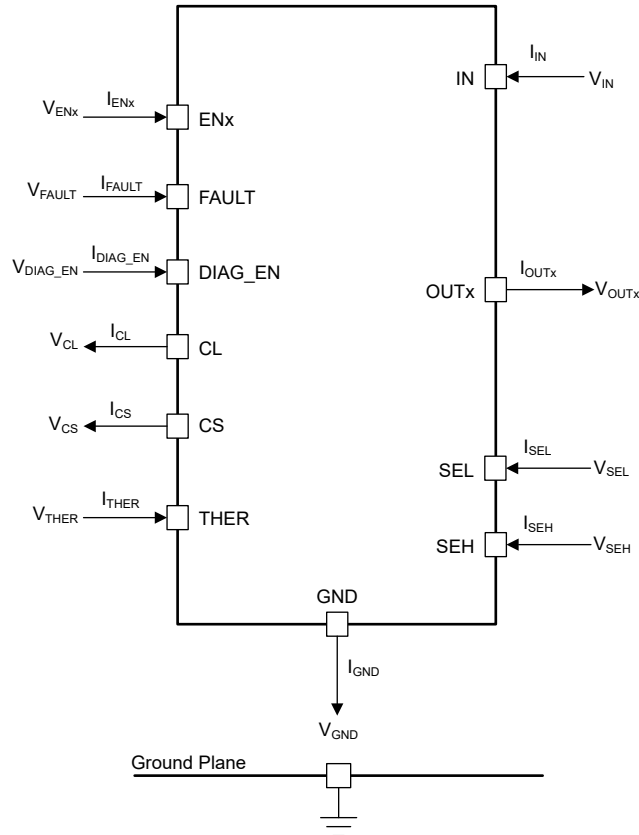 I_IN
IN
V_IN
V_ENx
I_ENx
ENx
V_FAULT
I_FAULT
FAULT
V_DIAG_EN
I_DIAG_EN
DIAG_EN
I_OUTx
OUTx
V_OUTx
V_CL
I_CL
CL
V_CS
I_CS
CS
I_SEL
SEL
V_SEL
V_THER
I_THER
THER
I_SEH
SEH
V_SEH
GND
I_GND
V_GND
Ground Plane